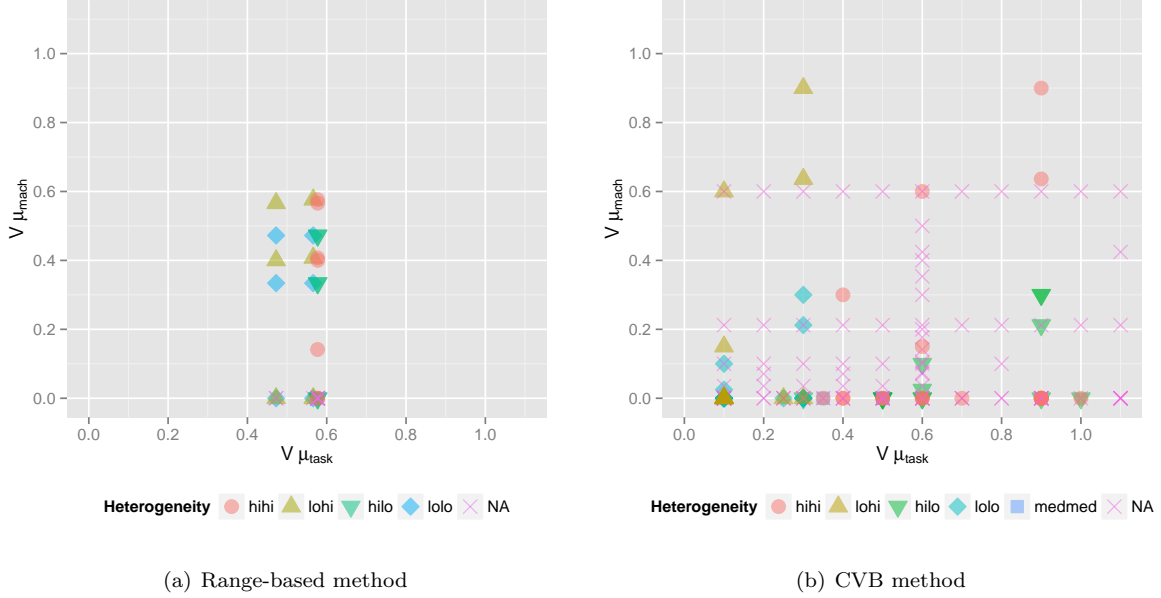 1.0
0.8
0.6
0.4
0.2
0.0
V μmach
0.0 0.2 0.4 0.6 0.8 1.0
V μtask
Heterogeneity hihi lohi hilo lolo NA
(a) Range-based method
1.0
0.8
0.6
0.4
0.2
0.0
V μmach
0.0 0.2 0.4 0.6 0.8 1.0
V μtask
Heterogeneity hihi lohi hilo lolo medmed NA
(b) CVB method